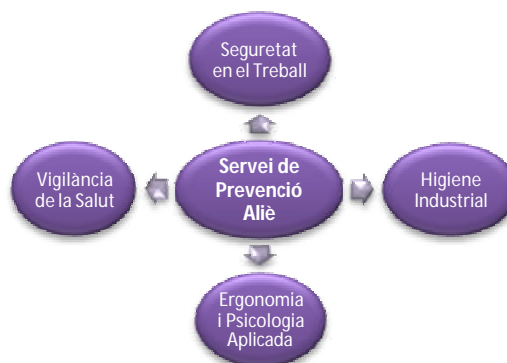 Seguretat
en el Treball
Vigilància
de la Salut
Servei de
Prevenció
Aliè
Higiene
Industrial
Ergonomia
i Psicologia
Aplicada